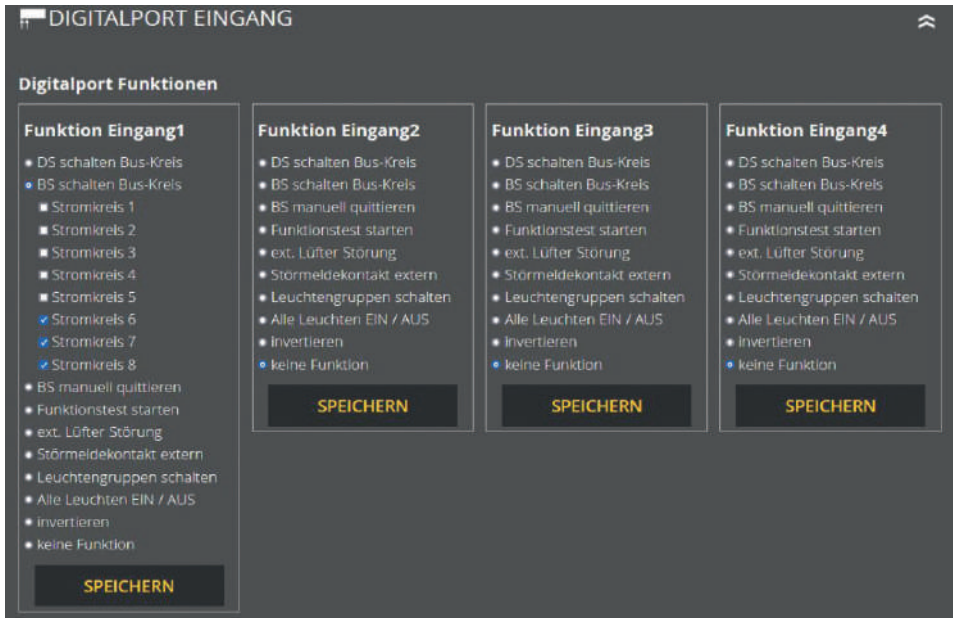 DIGITALPORT EINGANG
Digitalport Funktionen
Funktion Eingang1
DS schalten Bus-Kreis
BS schalten Bus-Kreis
Stromkreis 1
Stromkreis 2
Stromkreis 3
Stromkreis 4
Stromkreis 5
Stromkreis 6
Stromkreis 7
Stromkreis 8
BS manuell quittieren
Funktionstest starten
ext. Lüfter Störung
Störmeldekontakt extern
Leuchtengruppen schalten
Alle Leuchten EIN / AUS
invertieren
keine Funktion
SPEICHERN
Funktion Eingang2
DS schalten Bus-Kreis
BS schalten Bus-Kreis
BS manuell quittieren
Funktionstest starten
ext. Lüfter Störung
Störmeldekontakt extern
Leuchtengruppen schalten
Alle Leuchten EIN / AUS
invertieren
keine Funktion
SPEICHERN
Funktion Eingang3
DS schalten Bus-Kreis
BS schalten Bus-Kreis
BS manuell quittieren
Funktionstest starten
ext. Lüfter Störung
Störmeldekontakt extern
Leuchtengruppen schalten
Alle Leuchten EIN / AUS
invertieren
keine Funktion
SPEICHERN
Funktion Eingang4
DS schalten Bus-Kreis
BS schalten Bus-Kreis
BS manuell quittieren
Funktionstest starten
ext. Lüfter Störung
Störmeldekontakt extern
Leuchtengruppen schalten
Alle Leuchten EIN / AUS
invertieren
keine Funktion
SPEICHERN